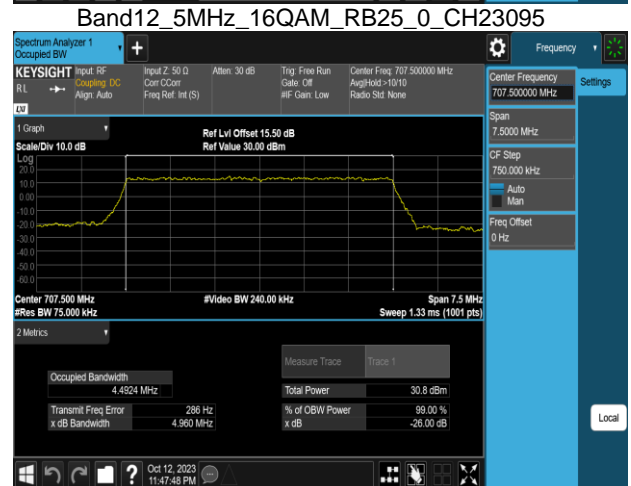 Band12_5MHz_16QAM_RB25_0_CH23095
Spectrum Analyzer 1
Occupied BW
Frequency
KEYSIGHT
RL
LXI
Input: RF
Coupling: DC
Align: Auto
Input Z: 50 Ω
Corr CCorr
Freq Ref: Int (S)
Atten: 30 dB
Trig: Free Run
Gate: Off
#IF Gain: Low
Center Freq: 707.500000 MHz
Avg|Hold:>10/10
Radio Std: None
Center Frequency
707.500000 MHz
Settings
Span
7.5000 MHz
CF Step
750.000 kHz
Auto
Man
Freq Offset
0 Hz
1 Graph
Scale/Div 10.0 dB
Ref Lvl Offset 15.50 dB
Ref Value 30.00 dBm
Log
20.0
10.0
0.00
-10.0
-20.0
-30.0
-40.0
-50.0
-60.0
Center 707.500 MHz
#Res BW 75.000 kHz
#Video BW 240.00 kHz
Span 7.5 MHz
Sweep 1.33 ms (1001 pts)
2 Metrics
Measure Trace Trace 1
Occupied Bandwidth
4.4924 MHz
Total Power 30.8 dBm
Transmit Freq Error 286 Hz
% of OBW Power 99.00 %
x dB Bandwidth 4.960 MHz
x dB -26.00 dB
Local
?
Oct 12, 2023
11:47:48 PM